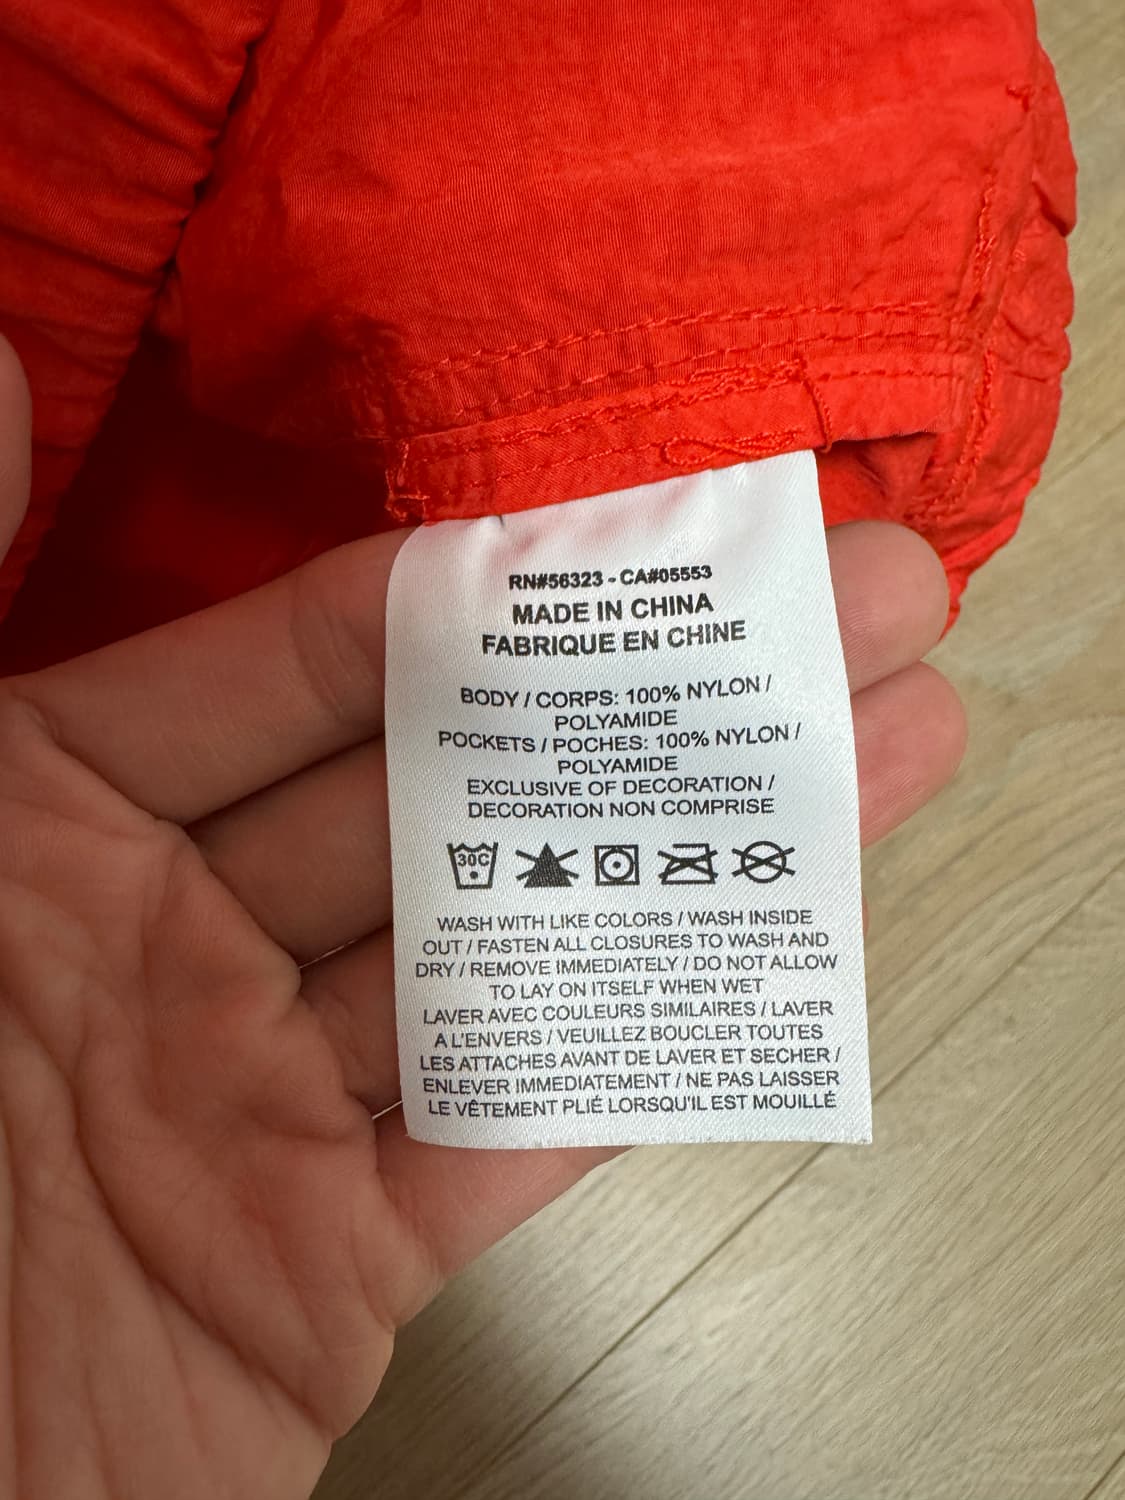 RN#56323 - CA#05553
MADE IN CHINA
FABRIQUE EN CHINE
BODY / CORPS: 100% NYLON /
POLYAMIDE
POCKETS / POCHES: 100% NYLON /
POLYAMIDE
EXCLUSIVE OF DECORATION /
DECORATION NON COMPRISE
30C
WASH WITH LIKE COLORS / WASH INSIDE
OUT / FASTEN ALL CLOSURES TO WASH AND
DRY / REMOVE IMMEDIATELY / DO NOT ALLOW
TO LAY ON ITSELF WHEN WET
LAVER AVEC COULEURS SIMILAIRES / LAVER
A L'ENVERS / VEUILLEZ BOUCLER TOUTES
LES ATTACHES AVANT DE LAVER ET SECHER /
ENLEVER IMMEDIATEMENT / NE PAS LAISSER
LE VÊTEMENT PLIÉ LORSQU'IL EST MOUILLÉ